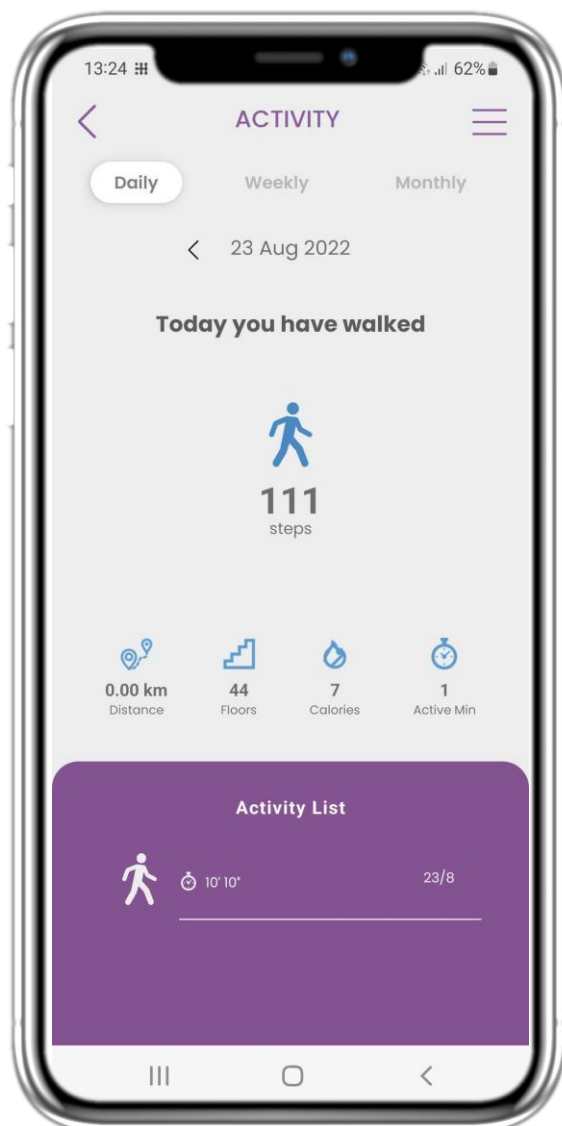 13:24 62%
ACTIVITY
Daily Weekly Monthly
23 Aug 2022
Today you have walked
111
steps
0.00 km 44 7 1
Distance Floors Calories Active Min
Activity List
10' 10" 23/8